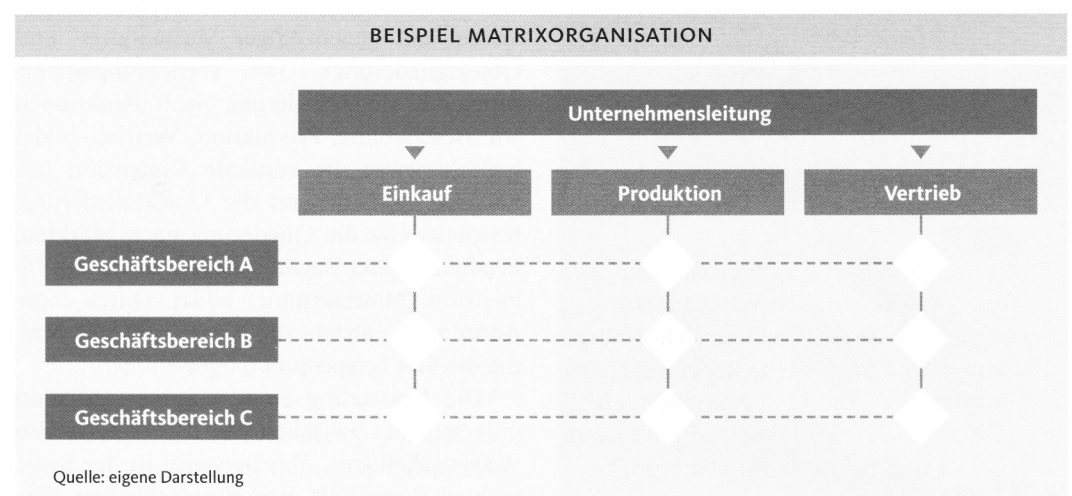 BEISPIEL MATRIXORGANISATION
Unternehmensleitung
Einkauf
Produktion
Vertrieb
Geschäftsbereich A
Geschäftsbereich B
Geschäftsbereich C
Quelle: eigene Darstellung